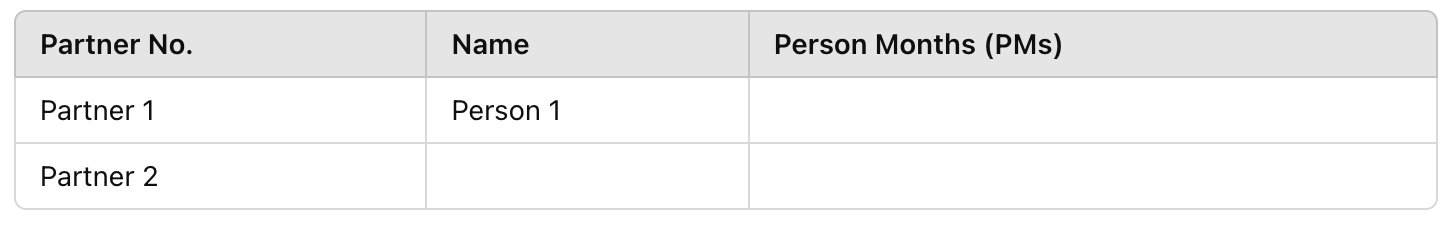 Partner No. Name Person Months (PMs)
Partner 1 Person 1
Partner 2